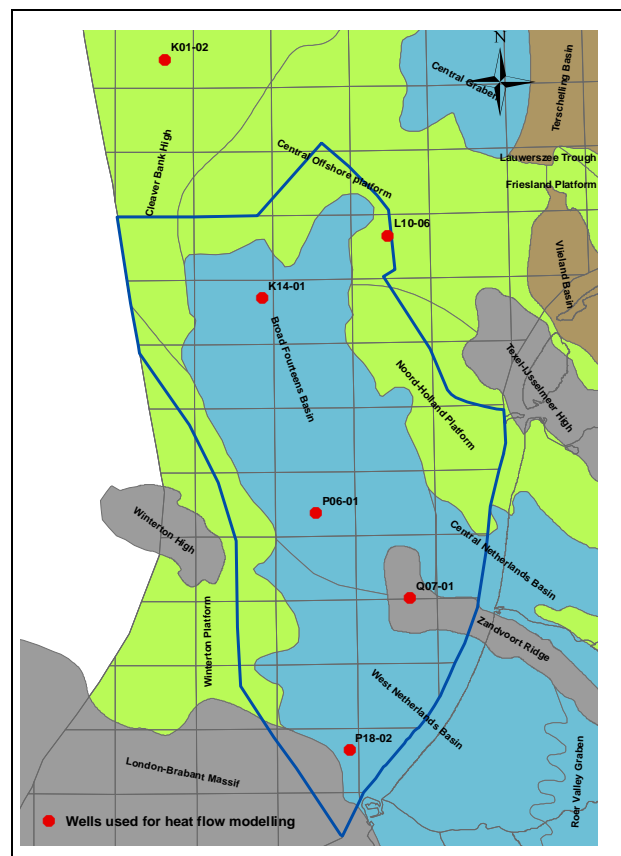 K01-02
N
Central Graben
Terschelling Basin
Cleaver Bank High
Central Offshore platform
Lauwerszee Trough
Friesland Platform
L10-06
Vlieland Basin
K14-01
Broad Fourteens Basin
Texel-IJsselmeer High
Noord-Holland Platform
P06-01
Winterton High
Central Netherlands Basin
Q07-01
Zandvoort Ridge
Winterton Platform
West Netherlands Basin
P18-02
London-Brabant Massif
Roer Valley Graben
Wells used for heat flow modelling